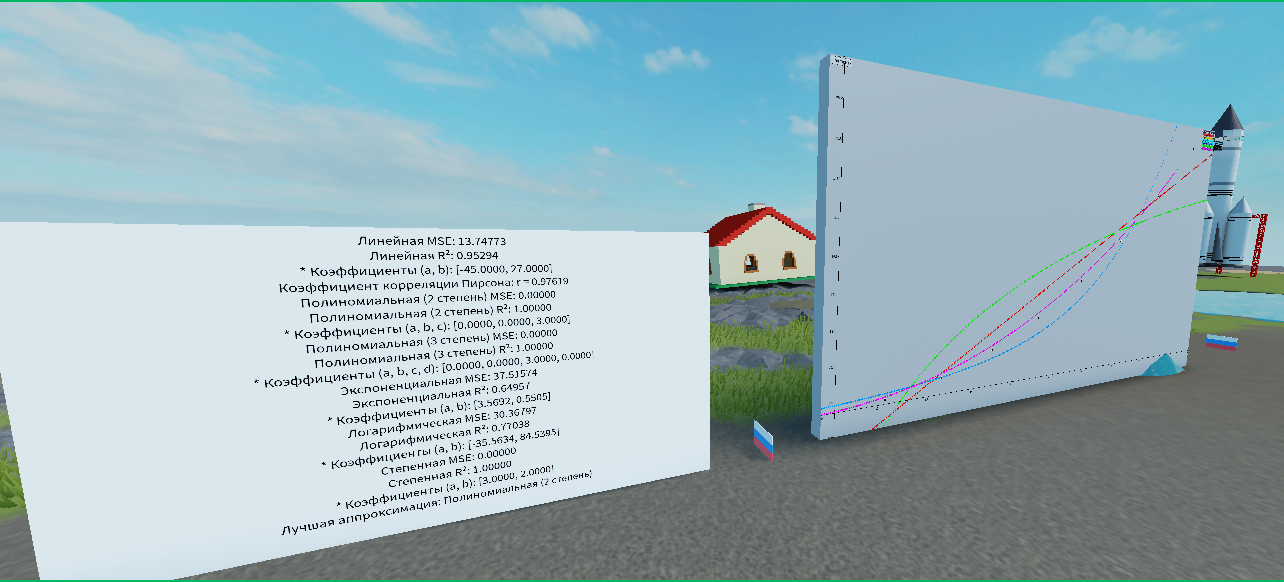 Линейная MSE: 13.74773
Линейная R²: 0.95294
* Коэффициенты (a, b): [-45.0000, 27.0000]
Коэффициент корреляции Пирсона: r = 0.97619
Полиномиальная (2 степень) MSE: 0.00000
Полиномиальная (2 степень) R²: 1.00000
* Коэффициенты (a, b, c): [0.0000, 0.0000, 3.0000]
Полиномиальная (3 степень) MSE: 0.00000
Полиномиальная (3 степень) R²: 1.00000
* Коэффициенты (a, b, c, d): [0.0000, 0.0000, 3.0000, 0.0000]
Экспоненциальная MSE: 37.51574
Экспоненциальная R²: 0.64957
* Коэффициенты (a, b): [3.5692, 0.5505]
Логарифмическая MSE: 30.36797
Логарифмическая R²: 0.77038
* Коэффициенты (a, b): [-35.5634, 84.5395]
Степенная MSE: 0.00000
Степенная R²: 1.00000
* Коэффициенты (a, b): [3.0000, 2.0000]
Лучшая аппроксимация: Полиномиальная (2 степень)